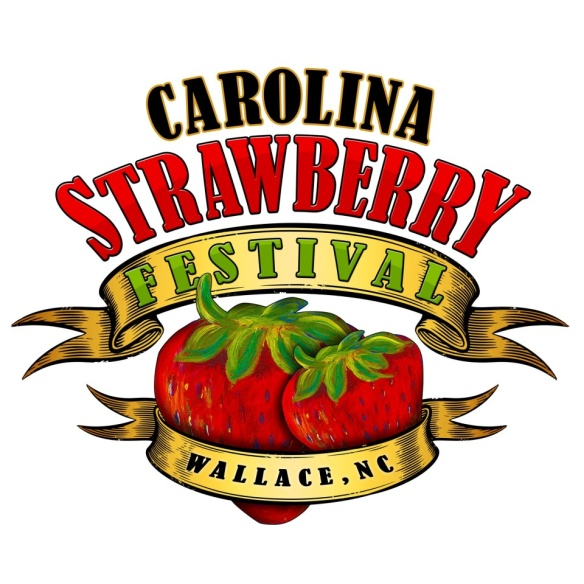 CAROLINA
STRAWBERRY
FESTIVAL
WALLACE, NC